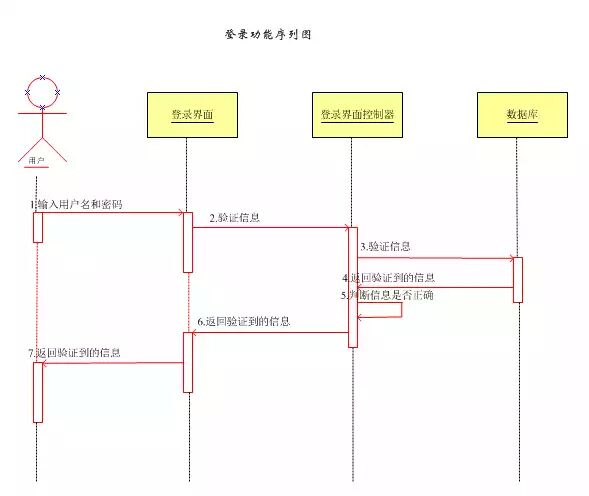 登录功能序列图
用户
登录界面
登录界面控制器
数据库
1.输入用户名和密码
2.验证信息
3.验证信息
4.返回验证到的信息
5.判断信息是否正确
6.返回验证到的信息
7.返回验证到的信息